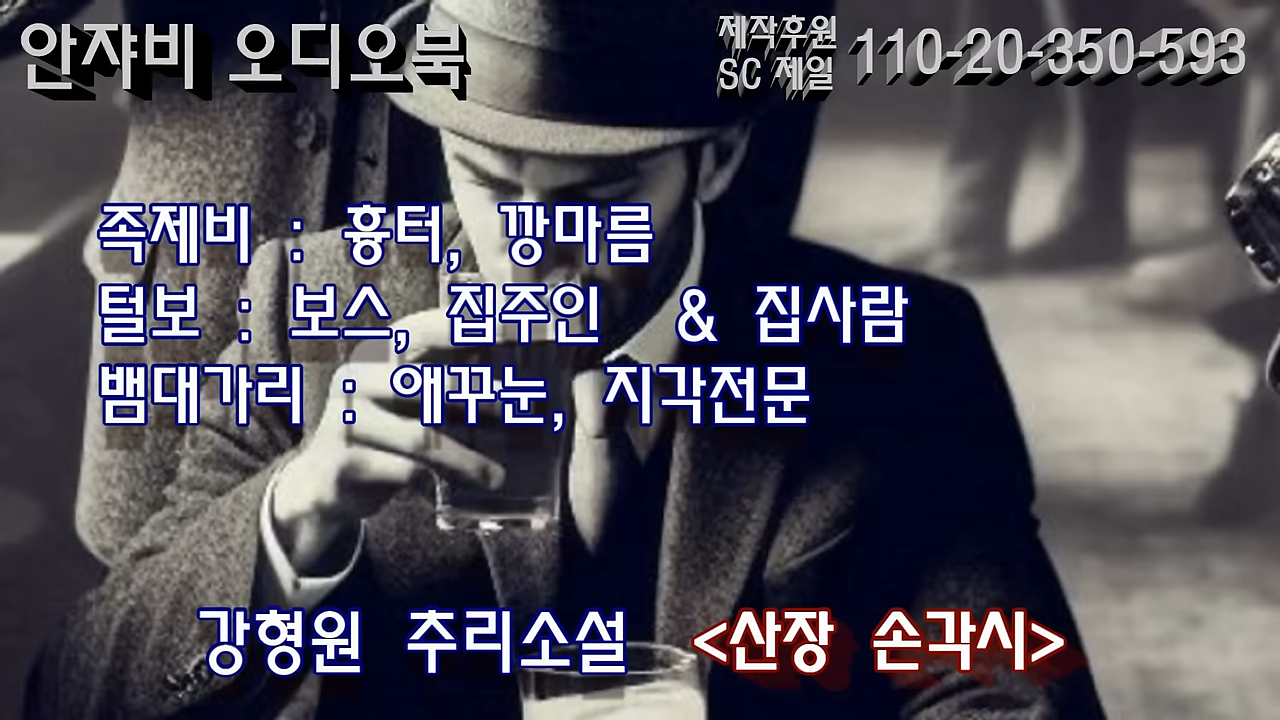 안쟈비 오디오북
제작후원
SC 제일
110-20-350-593
족제비 : 흉터, 깡마름
털보 : 보스, 집주인 & 집사람
뱀대가리 : 애꾸눈, 지각전문
강형원 추리소설 <산장 손각시>